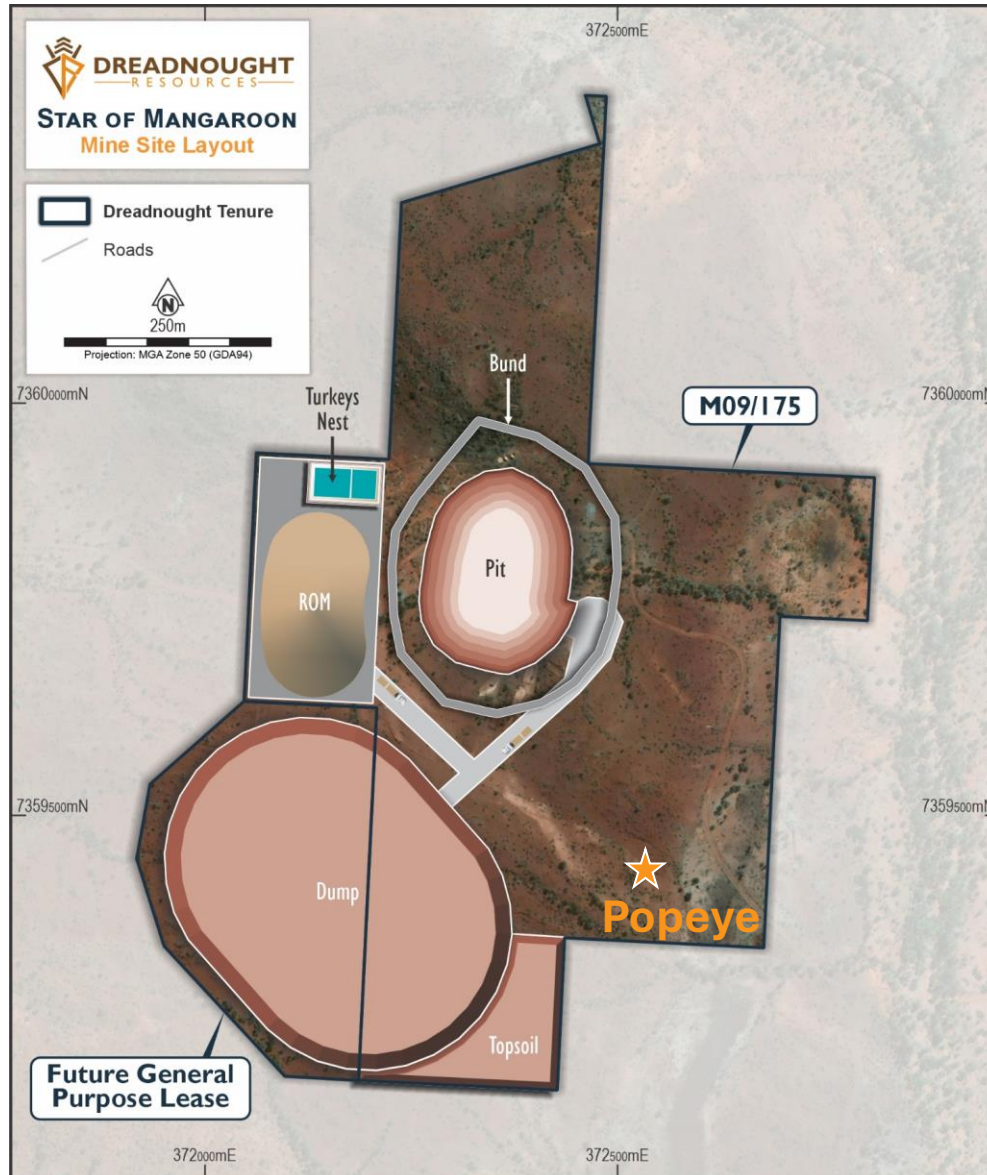 DREADNOUGHT
RESOURCES
STAR OF MANGAROON
Mine Site Layout
Dreadnought Tenure
Roads
N
250m
Projection: MGA Zone 50 (GDA94)
372500mE
7360000mN
7360000mN
Bund
M09/175
Turkeys
Nest
Pit
ROM
7359500mN
7359500mN
Dump
Popeye
Topsoil
Future General
Purpose Lease
372000mE
372500mE